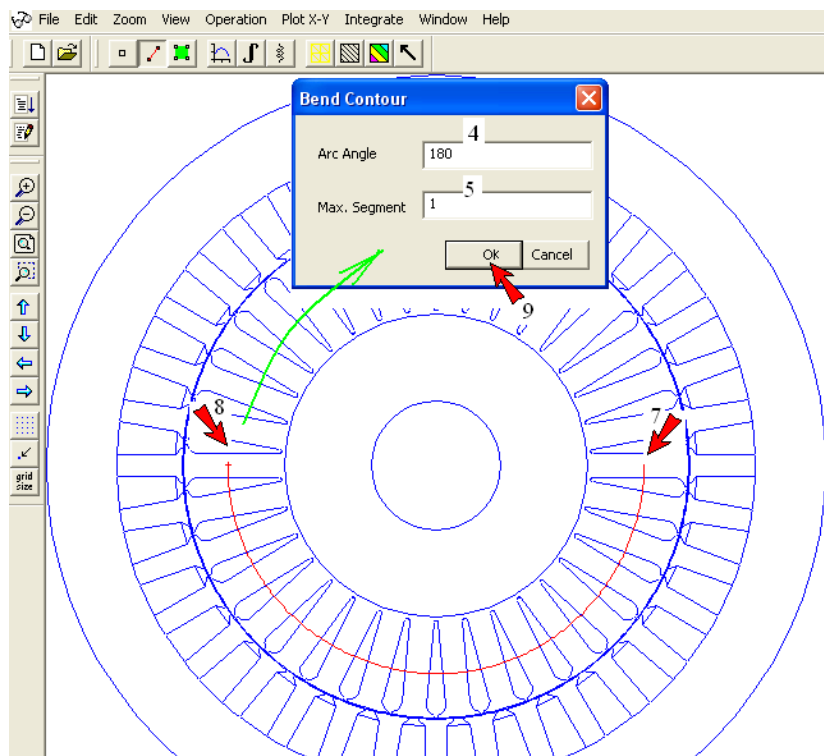 File Edit Zoom View Operation Plot X-Y Integrate Window Help
Bend Contour
4
Arc Angle 180
5
Max. Segment 1
Ok Cancel
9
8
7
grid
size